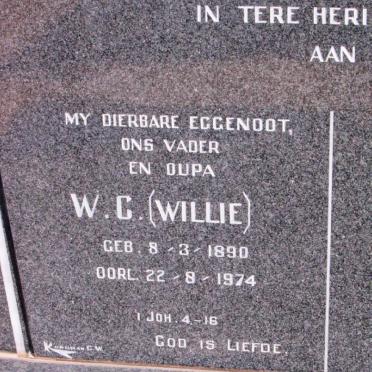 IN TERE HERI
AAN
MY DIERBARE EGGENOOT,
ONS VADER
EN OUPA
W.C. (WILLIE)
GEB. 8/3/1890
OORL. 22/8/1974
1 JOH. 4-16
GOD IS LIEFDE.